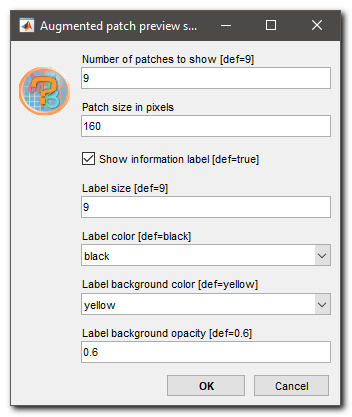 Augmented patch preview s...
Number of patches to show [def=9]
9
Patch size in pixels
160
Show information label [def=true]
Label size [def=9]
9
Label color [def=black]
black
Label background color [def=yellow]
yellow
Label background opacity [def=0.6]
0.6
OK Cancel